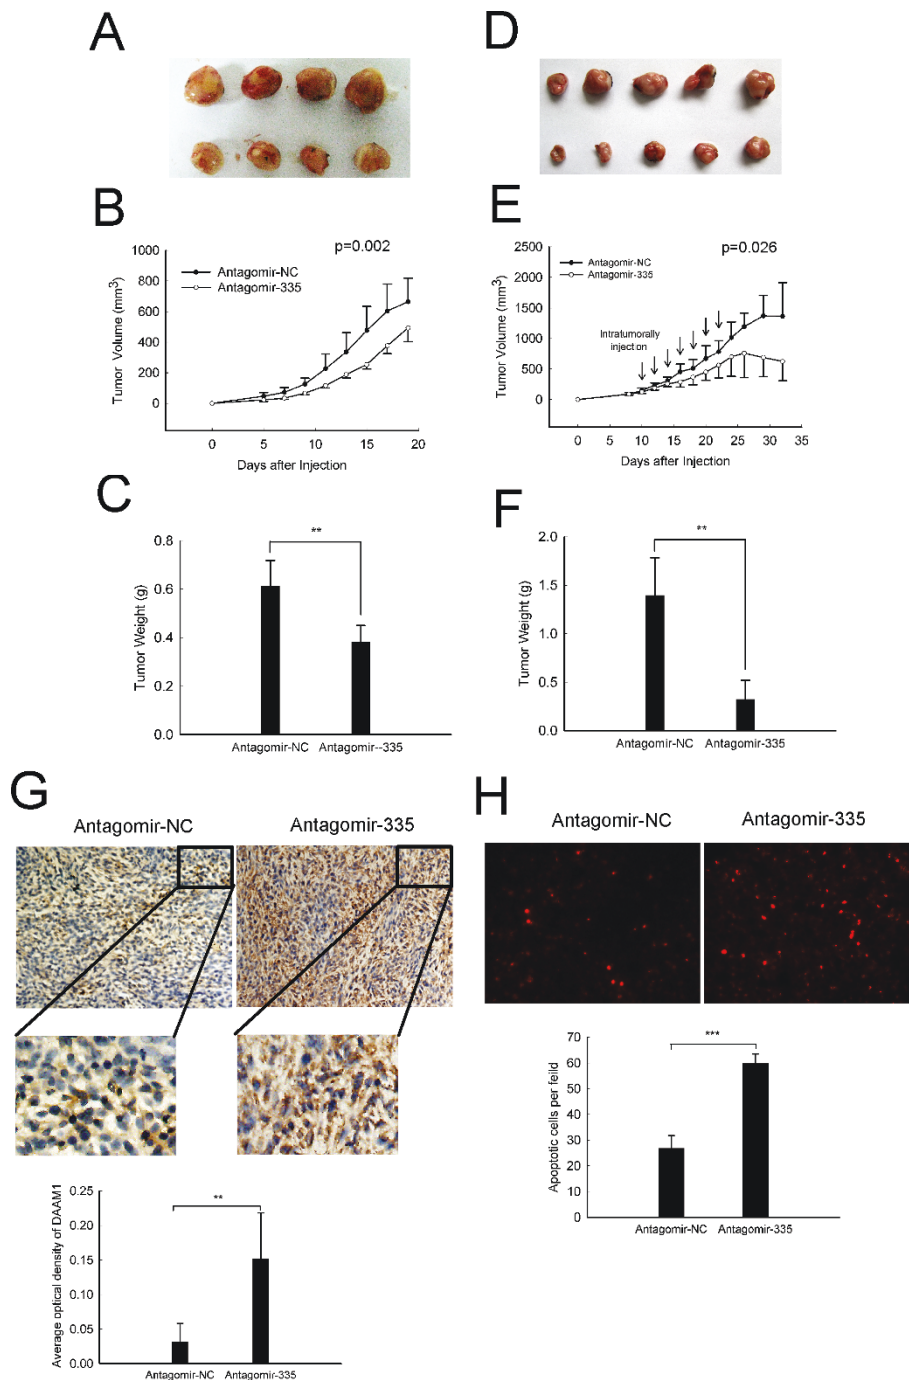 A
D
B
p=0.002
Antagomir-NC
Antagomir-335
Tumor Volume (mm³)
1000
800
600
400
200
0
0 5 10 15 20
Days after Injection
E
p=0.026
Antagomir-NC
Antagomir-335
Intratumorally
injection
Tumor Volume (mm³)
2500
2000
1500
1000
500
0
0 5 10 15 20 25 30 35
Days after Injection
C
**
Tumor Weight (g)
0.8
0.6
0.4
0.2
0.0
Antagomir-NC Antagomir--335
F
**
Tumor Weight (g)
2.0
1.5
1.0
0.5
0.0
Antagomir-NC Antagomir-335
G
Antagomir-NC Antagomir-335
**
Average optical density of DAAM1
0.25
0.20
0.15
0.10
0.05
0.00
Antagomir-NC Antagomir-335
H
Antagomir-NC Antagomir-335
***
Apoptotic cells per feild
60
70
50
40
30
20
10
0
Antagomir-NC Antagomir-335